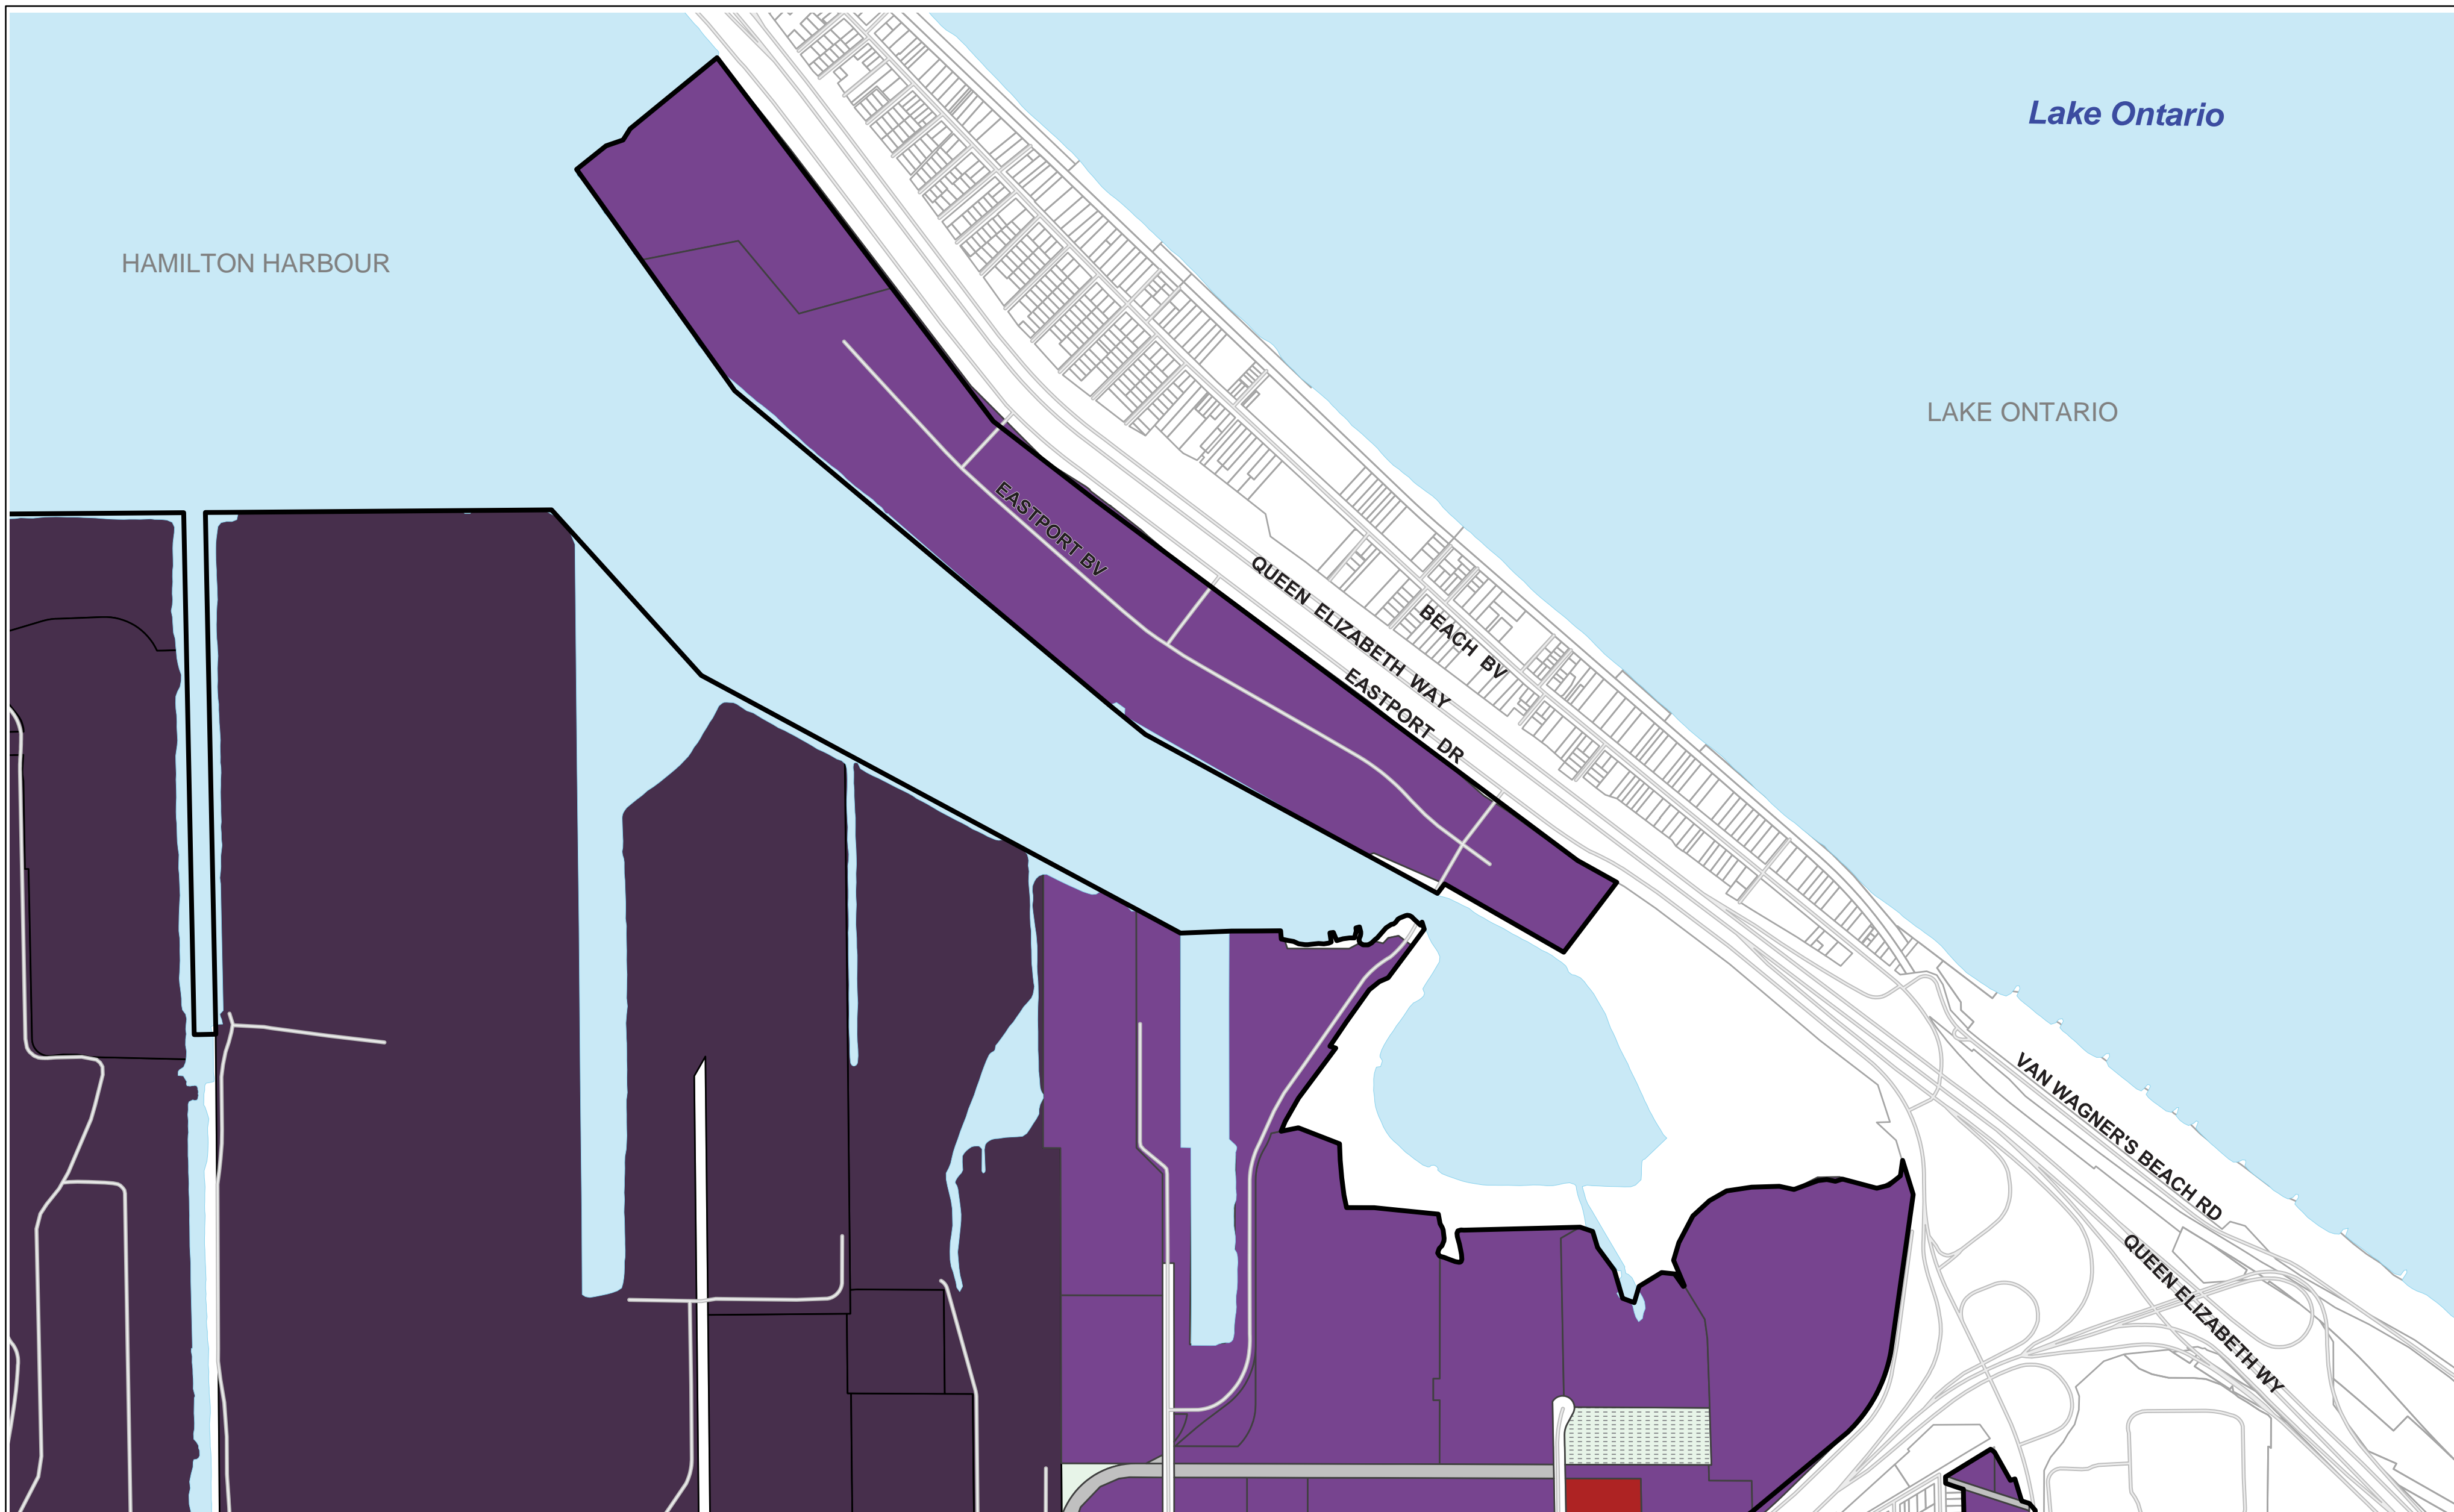 Lake Ontario
HAMILTON HARBOUR
LAKE ONTARIO
EASTPORT BV
QUEEN ELIZABETH WAY
BEACH BV
EASTPORT DR
VAN WAGNER'S BEACH RD
QUEEN ELIZABETH WY